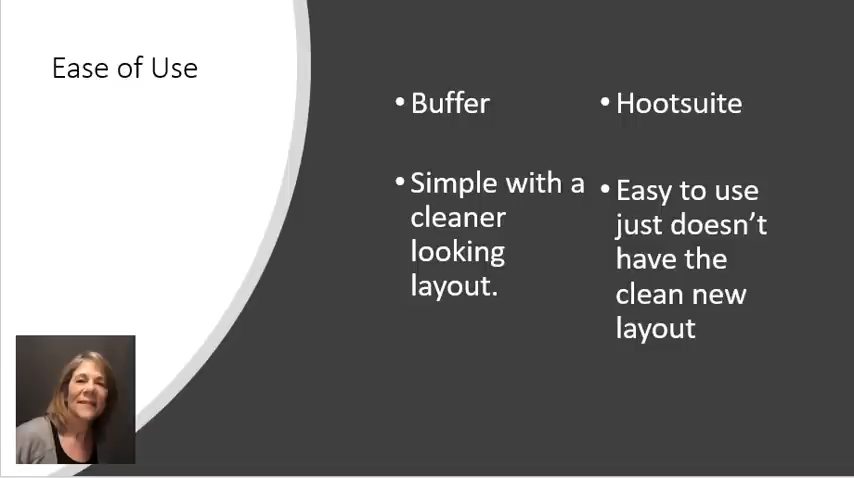 Ease of Use
• Buffer
• Simple with a
cleaner
looking
layout.
• Hootsuite
• Easy to use
just doesn’t
have the
clean new
layout